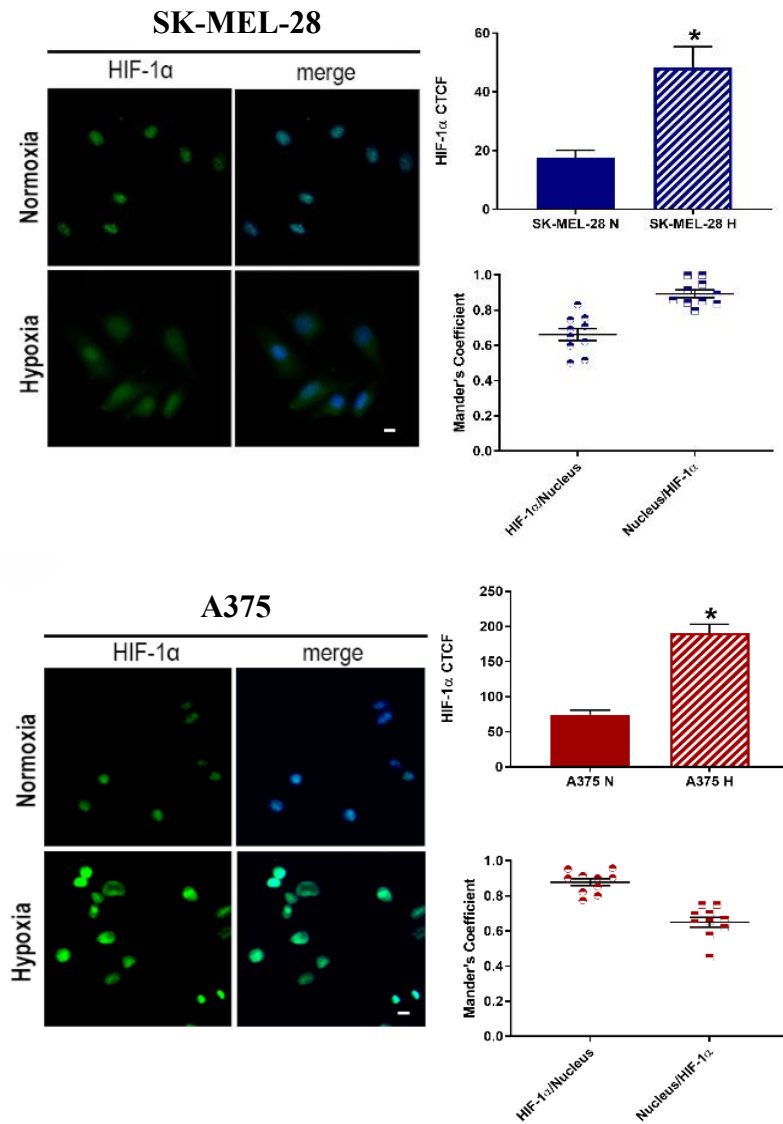 SK-MEL-28
HIF-1α merge
Normoxia
Hypoxia
HIF-1α CTCF
60
40
20
0
*
SK-MEL-28 N SK-MEL-28 H
Mander's Coefficient
1.0
0.8
0.6
0.4
0.2
0.0
HIF-1α/Nucleus
Nucleus/HIF-1α
A375
HIF-1α merge
Normoxia
Hypoxia
HIF-1α CTCF
250
200
150
100
50
0
*
A375 N A375 H
Mander's Coefficient
1.0
0.8
0.6
0.4
0.2
0.0
HIF-1α/Nucleus
Nucleus/HIF-1α